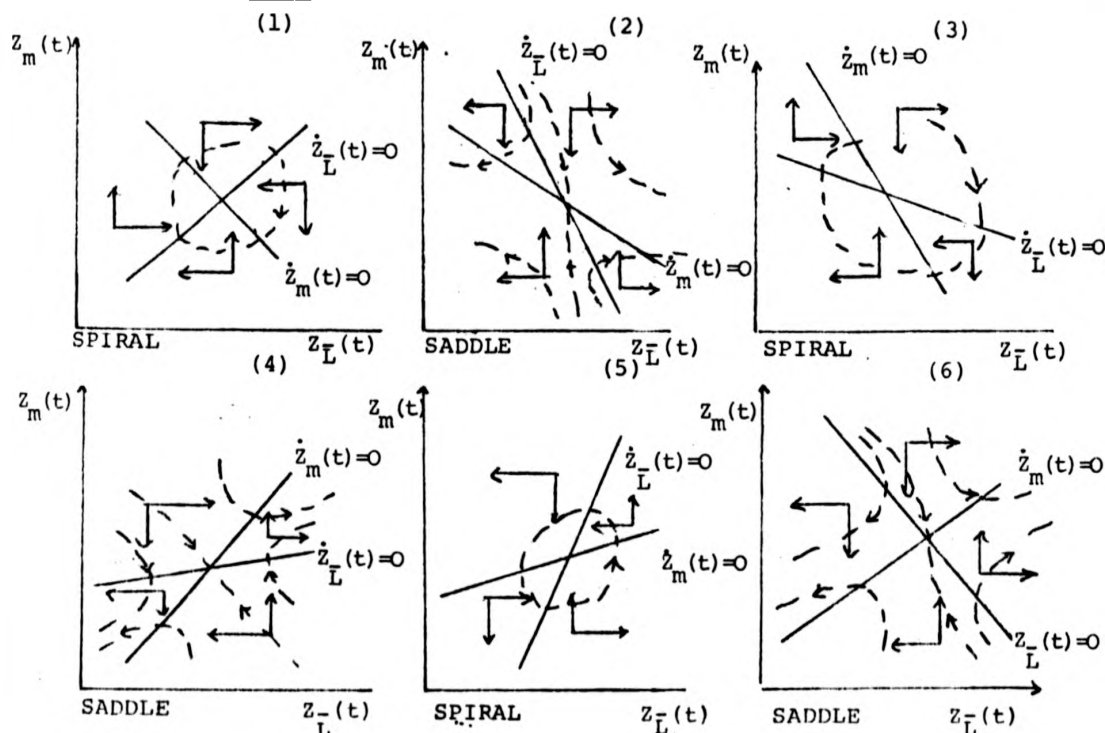 (1)
Z_m(t)
Ż_L̄(t)=0
Ż_m(t)=0
SPIRAL
Z_L̄(t)
(2)
Z_m(t)
Ż_L̄(t)=0
Ż_m(t)=0
SADDLE
Z_L̄(t)
(3)
Z_m(t)
Ż_m(t)=0
Ż_L̄(t)=0
SPIRAL
Z_L̄(t)
(4)
Z_m(t)
Ż_m(t)=0
Ż_L̄(t)=0
SADDLE
Z_L̄(t)
(5)
Z_m(t)
Ż_L̄(t)=0
Ż_m(t)=0
SPIRAL
Z_L̄(t)
(6)
Z_m(t)
Ż_m(t)=0
Z_L̄(t)=0
SADDLE
Z_L̄(t)